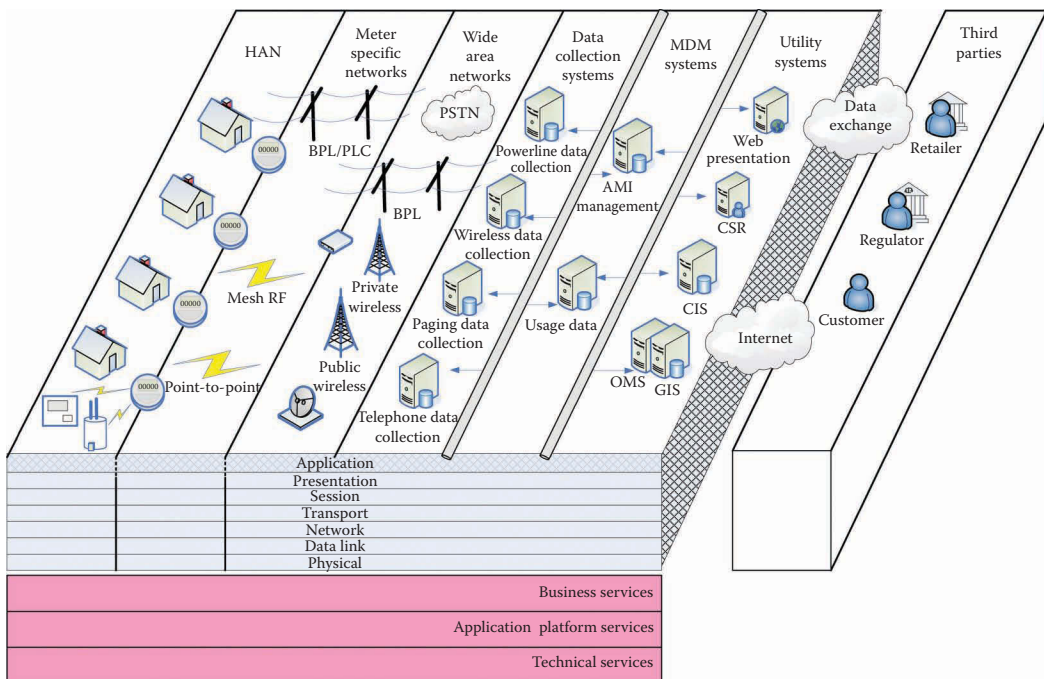 HAN
Meter
specific
networks
Wide
area
networks
Data
collection
systems
MDM
systems
Utility
systems
Third
parties
PSTN
BPL/PLC
Powerline data
collection
AMI
management
Web
presentation
Data
exchange
Retailer
BPL
Wireless data
collection
CSR
Regulator
Mesh RF
Private
wireless
Paging data
collection
Usage data
CIS
Customer
Internet
Point-to-point
Public
wireless
Telephone data
collection
OMS
GIS
00000
00000
00000
00000
Application
Presentation
Session
Transport
Network
Data link
Physical
Business services
Application platform services
Technical services